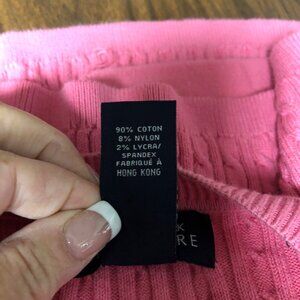 90% COTON
8% NYLON
2% LYCRA/
SPANDEX
FABRIQUÉ À
HONG KONG